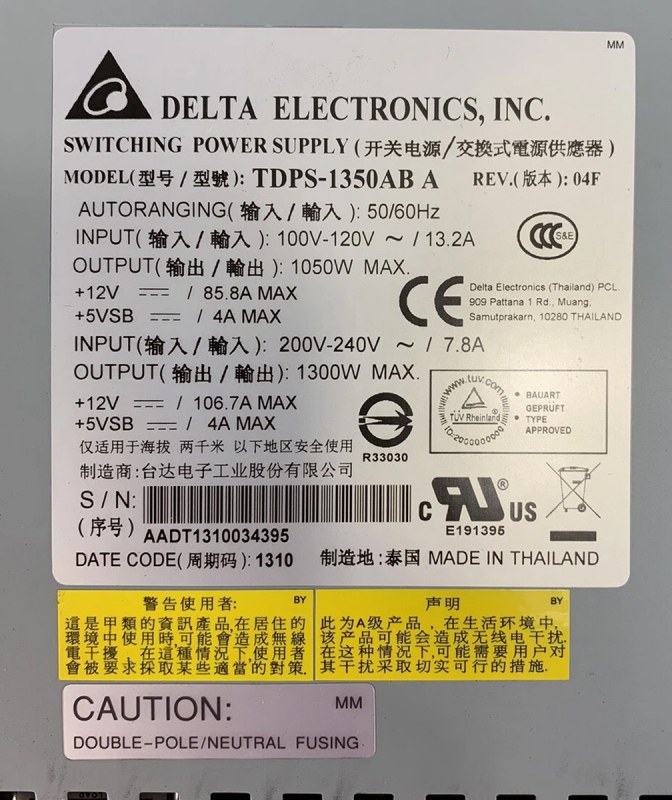 MM
DELTA ELECTRONICS, INC.
SWITCHING POWER SUPPLY (开关电源/交換式電源供應器)
MODEL(型号/型號): TDPS-1350AB A REV.(版本): 04F
AUTORANGING(输入/輸入): 50/60Hz
INPUT(输入/輸入): 100V-120V ~ / 13.2A
CCC S&E
OUTPUT(输出/輸出): 1050W MAX.
+12V ⎓ / 85.8A MAX
+5VSB ⎓ / 4A MAX
CE
Delta Electronics (Thailand) PCL.
909 Pattana 1 Rd., Muang,
Samutprakarn, 10280 THAILAND
INPUT(输入/輸入): 200V-240V ~ / 7.8A
OUTPUT(输出/輸出): 1300W MAX.
+12V ⎓ / 106.7A MAX
+5VSB ⎓ / 4A MAX
R33030
www.tuv.com
TÜV Rheinland
ID:2000000000
BAUART
GEPRÜFT
TYPE
APPROVED
仅适用于海拔 两千米 以下地区安全使用
制造商:台达电子工业股份有限公司
S/N:
(序号) AADT1310034395
C RU ® US
E191395
DATE CODE(周期码): 1310 制造地:泰国 MADE IN THAILAND
警告使用者: BY
這是甲類的資訊產品,在居住的
環境中使用時,可能會造成無線
電干擾﹐在這種情況下,使用者
會被要求採取某些適當的對策.
声明 BY
此为A级产品﹐在生活环境中,
该产品可能会造成无线电干扰.
在这种情况下,可能需要用户对
其干扰采取切实可行的措施.
CAUTION: MM
DOUBLE-POLE/NEUTRAL FUSING